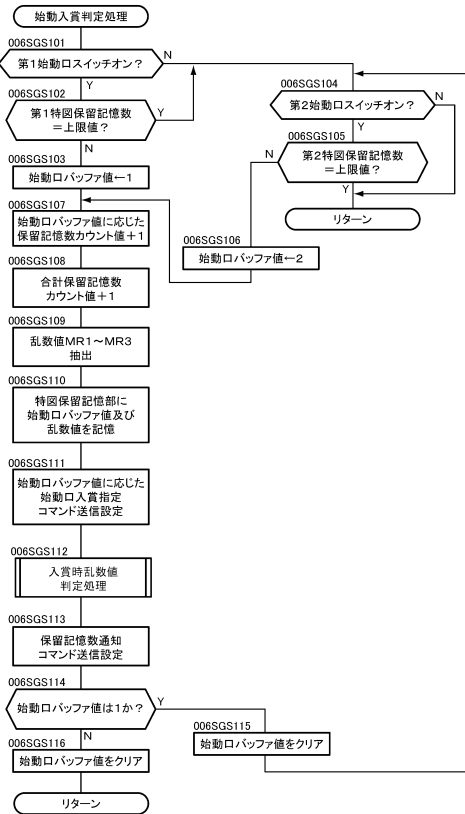 始動入賞判定処理
006SGS101
第1始動口スイッチオン？
N
Y
006SGS102
第1特図保留記憶数
＝上限値？
Y
N
006SGS103
始動口バッファ値←1
006SGS107
始動口バッファ値に応じた
保留記憶数カウント値＋1
006SGS108
合計保留記憶数
カウント値＋1
006SGS109
乱数値MR1～MR3
抽出
006SGS110
特図保留記憶部に
始動口バッファ値及び
乱数値を記憶
006SGS111
始動口バッファ値に応じた
始動口入賞指定
コマンド送信設定
006SGS112
入賞時乱数値
判定処理
006SGS113
保留記憶数通知
コマンド送信設定
006SGS114
始動口バッファ値は1か？
Y
N
006SGS116
始動口バッファ値をクリア
リターン
006SGS104
第2始動口スイッチオン？
N
Y
006SGS105
第2特図保留記憶数
＝上限値？
N
Y
リターン
006SGS106
始動口バッファ値←2
006SGS115
始動口バッファ値をクリア